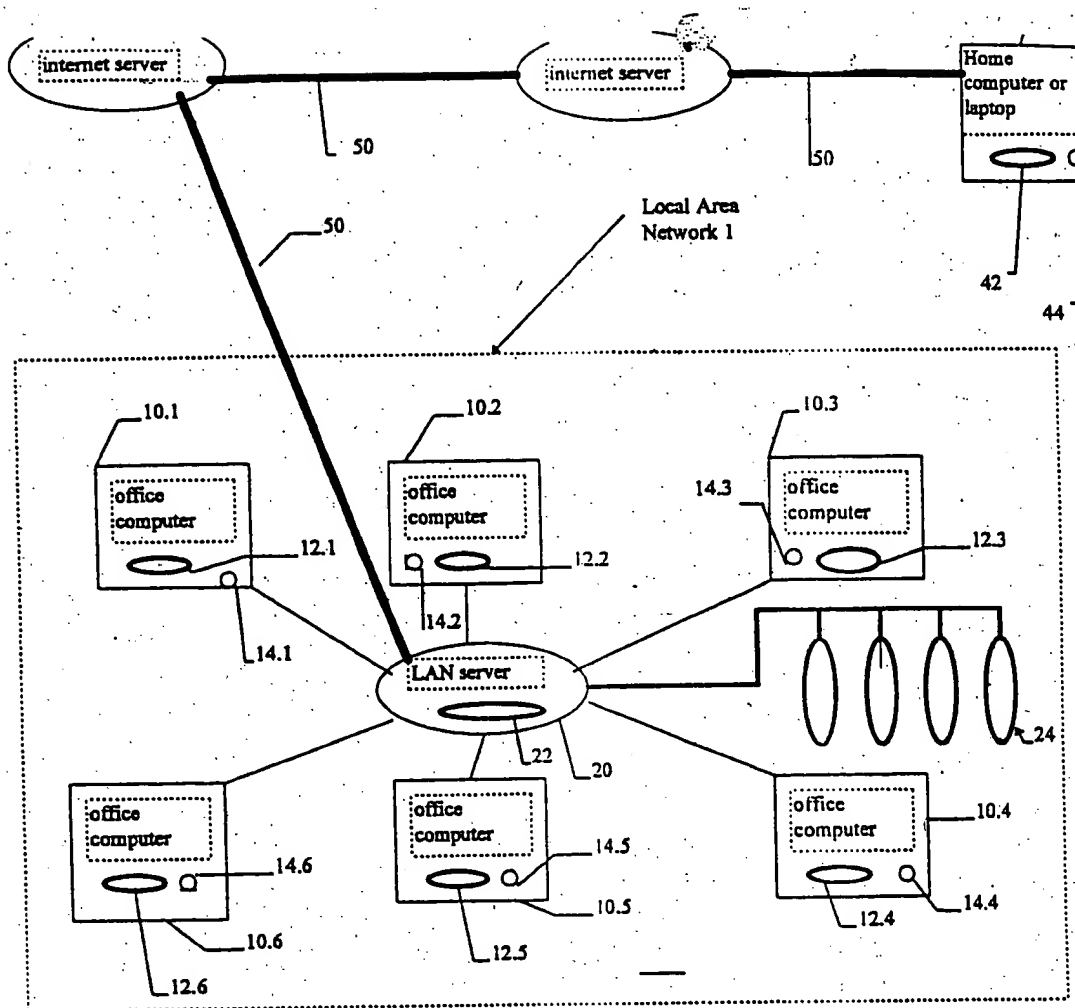 internet server
internet server
Home
computer or
laptop
50
50
50
Local Area
Network 1
42
44
10.1
10.2
10.3
office
computer
office
computer
14.3
office
computer
12.1
12.2
12.3
14.1
14.2
LAN server
22
20
24
office
computer
office
computer
office
computer
10.4
14.6
14.5
14.4
10.6
12.5
10.5
12.4
12.6